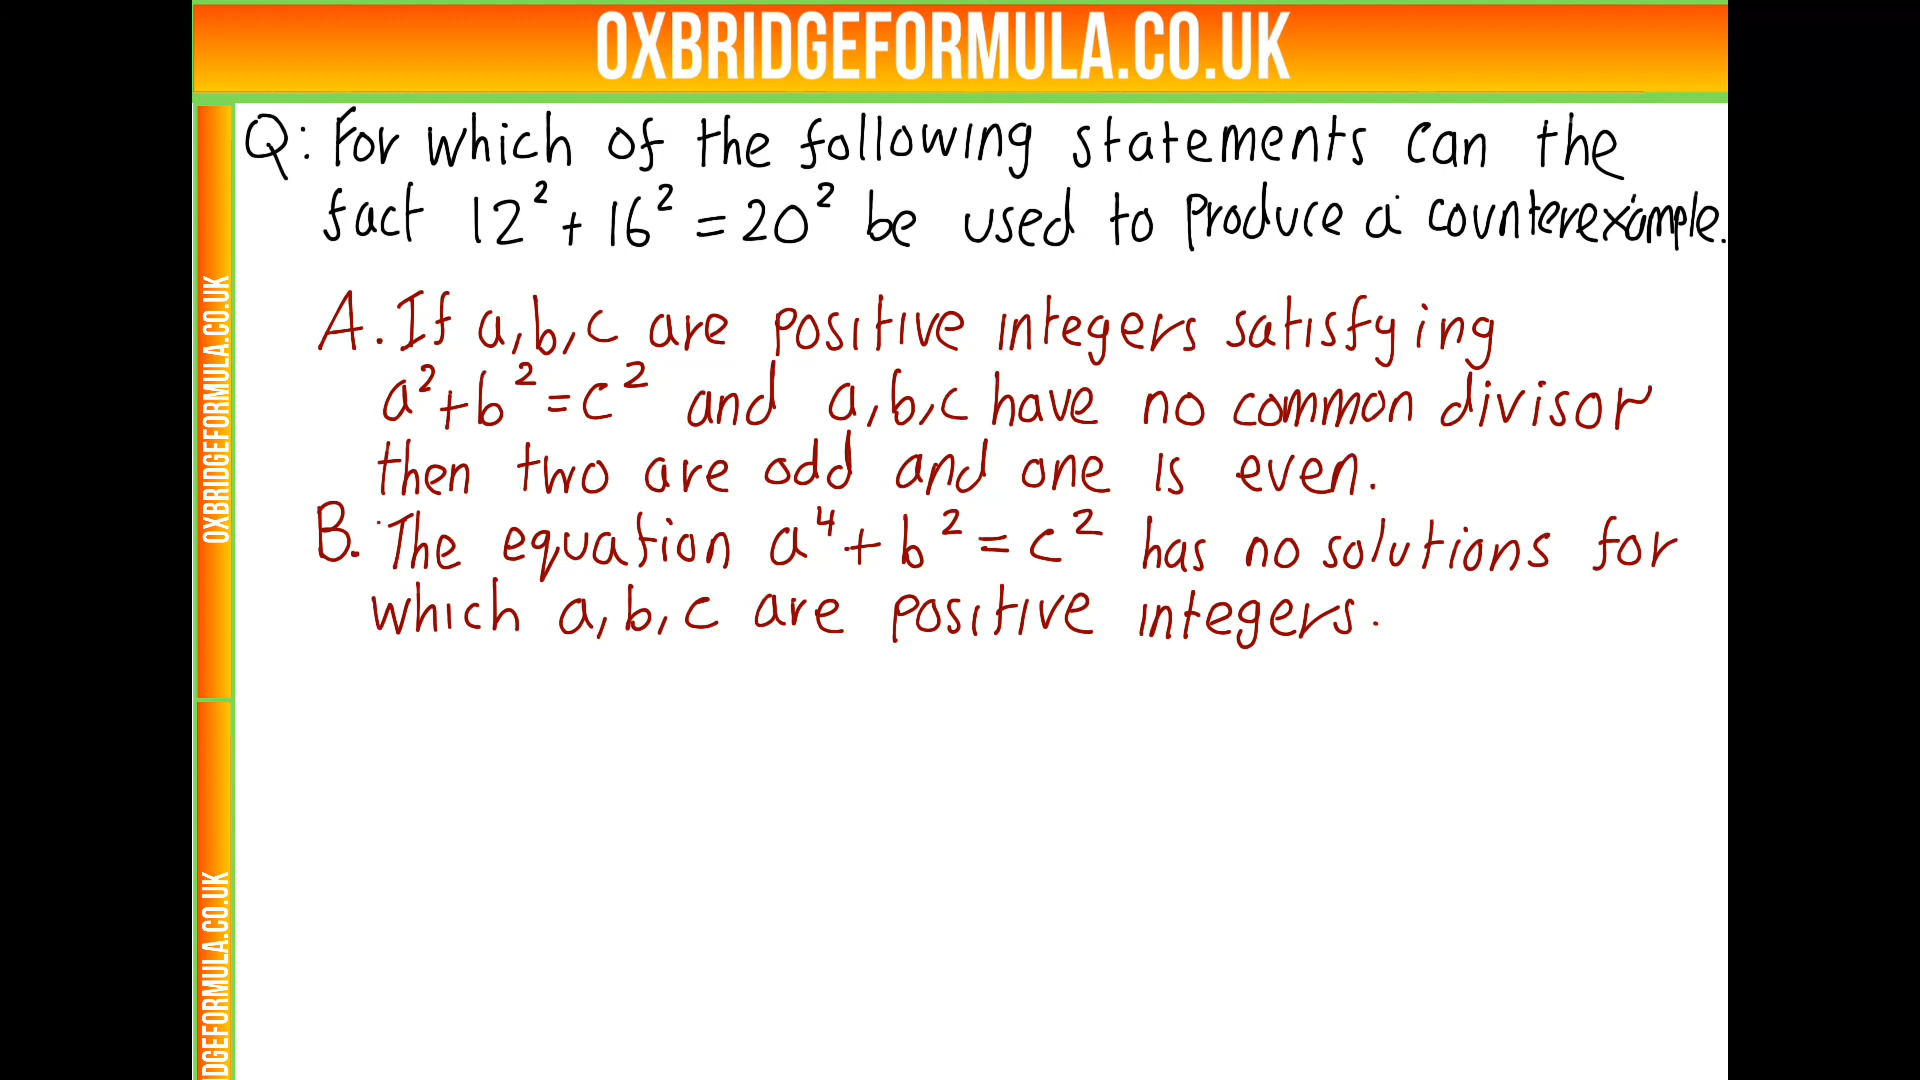 OXBRIDGEFORMULA.CO.UK
Q: For which of the following statements can the
fact 12² + 16² = 20² be used to produce a counterexample.
A. If a,b,c are positive integers satisfying
a²+b²=c² and a,b,c have no common divisor
then two are odd and one is even.
B. The equation a⁴+b²=c² has no solutions for
which a,b,c are positive integers.
OXBRIDGEFORMULA.CO.UK
IDGEFORMULA.CO.UK